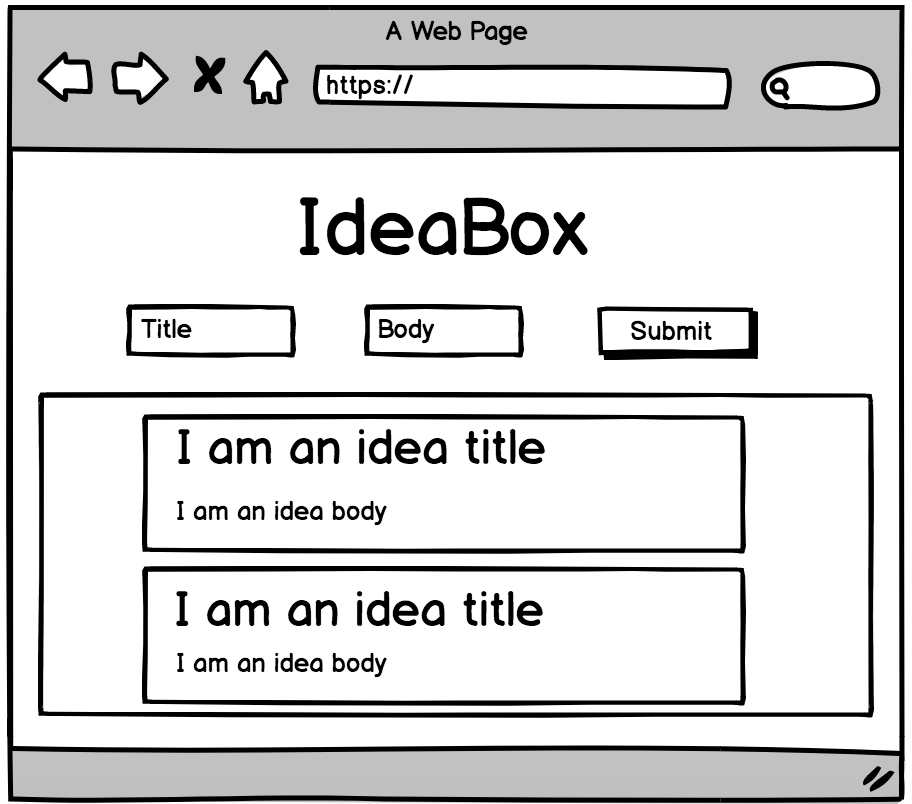 A Web Page
https://
IdeaBox
Title Body Submit
I am an idea title
I am an idea body
I am an idea title
I am an idea body